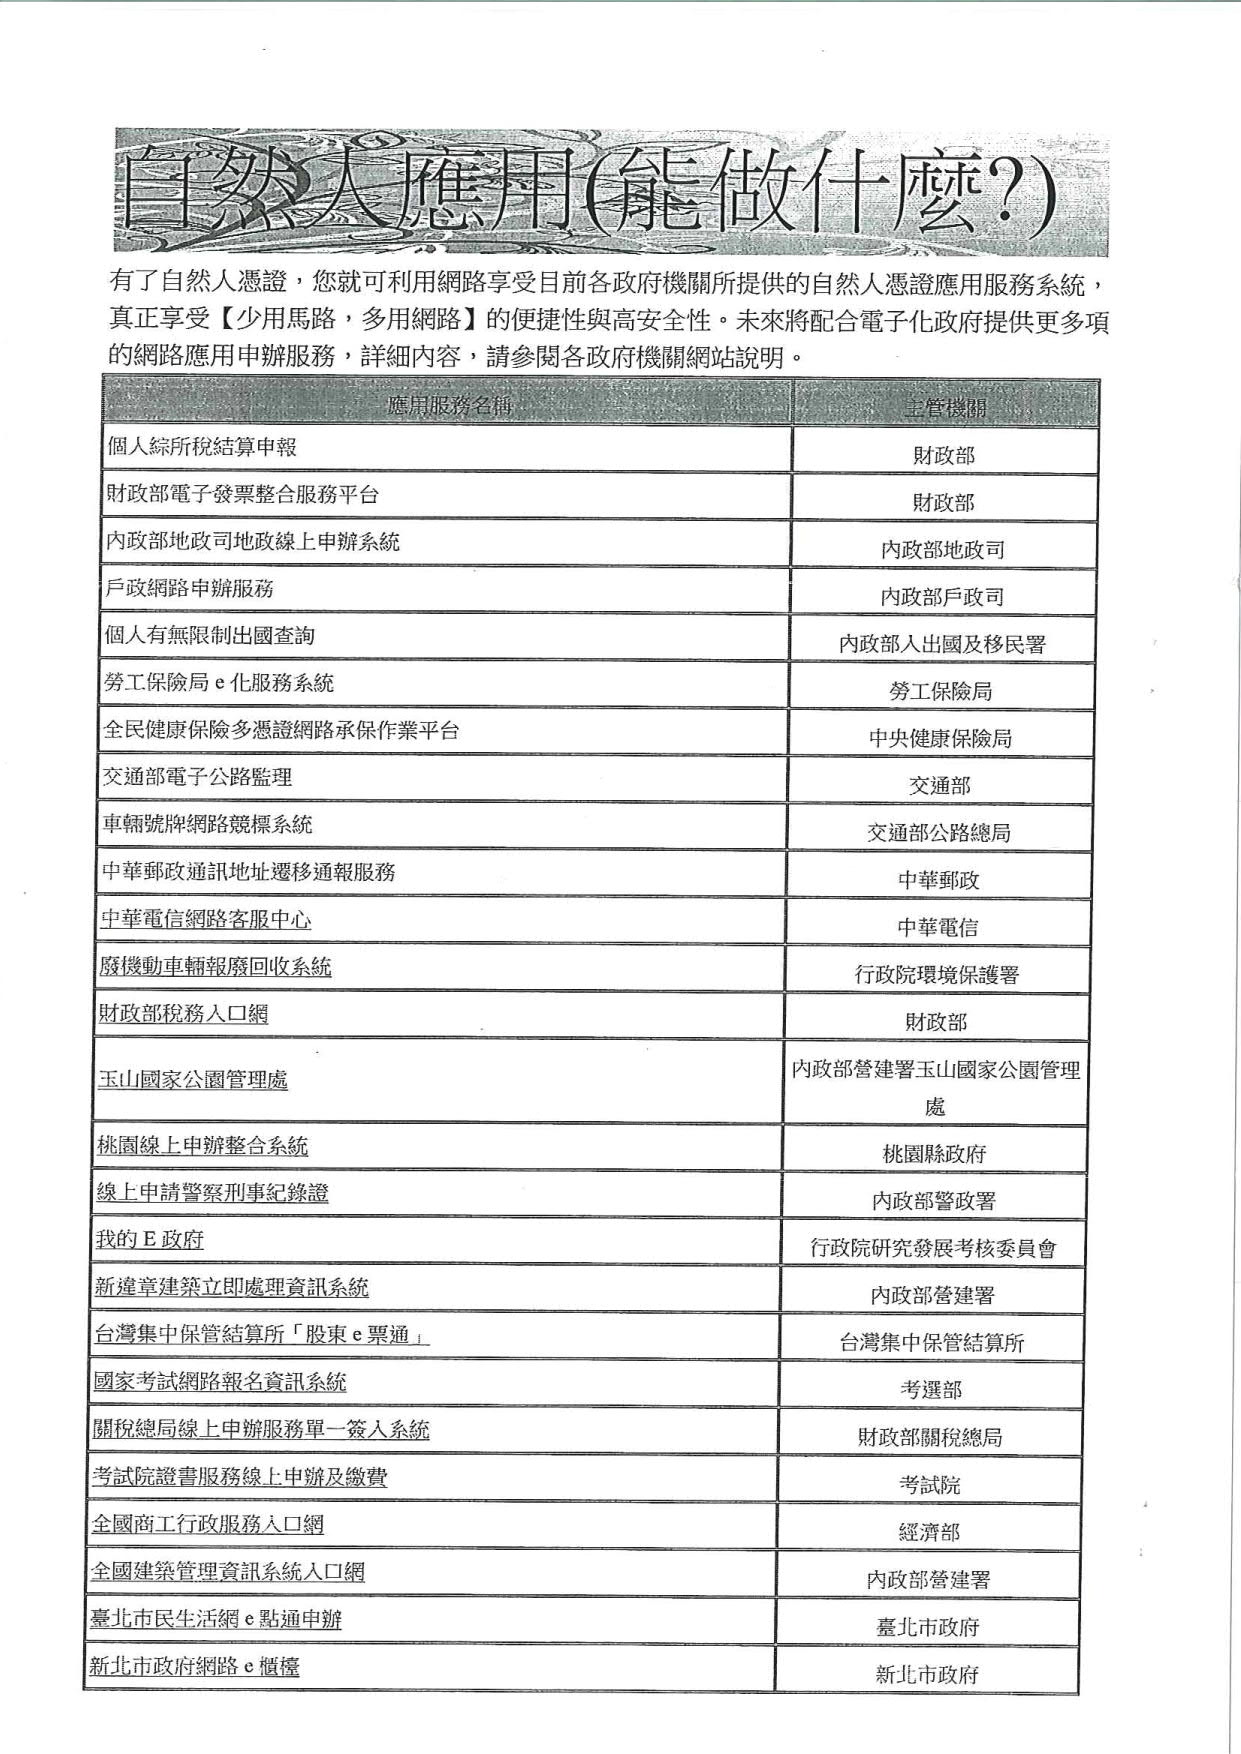 自然人應用(能做什麼?)
有了自然人憑證，您就可利用網路享受目前各政府機關所提供的自然人憑證應用服務系統，
真正享受【少用馬路，多用網路】的便捷性與高安全性。未來將配合電子化政府提供更多項
的網路應用申辦服務，詳細內容，請參閱各政府機關網站說明。
應用服務名稱 主管機關
個人綜所稅結算申報 財政部
財政部電子發票整合服務平台 財政部
內政部地政司地政線上申辦系統 內政部地政司
戶政網路申辦服務 內政部戶政司
個人有無限制出國查詢 內政部入出國及移民署
勞工保險局 e 化服務系統 勞工保險局
全民健康保險多憑證網路承保作業平台 中央健康保險局
交通部電子公路監理 交通部
車輛號牌網路競標系統 交通部公路總局
中華郵政通訊地址遷移通報服務 中華郵政
中華電信網路客服中心 中華電信
廢機動車輛報廢回收系統 行政院環境保護署
財政部稅務入口網 財政部
玉山國家公園管理處 內政部營建署玉山國家公園管理
處
桃園線上申辦整合系統 桃園縣政府
線上申請警察刑事紀錄證 內政部警政署
我的 E 政府 行政院研究發展考核委員會
新違章建築立即處理資訊系統 內政部營建署
台灣集中保管結算所「股東 e 票通」 台灣集中保管結算所
國家考試網路報名資訊系統 考選部
關稅總局線上申辦服務單一簽入系統 財政部關稅總局
考試院證書服務線上申辦及繳費 考試院
全國商工行政服務入口網 經濟部
全國建築管理資訊系統入口網 內政部營建署
臺北市民生活網 e 點通申辦 臺北市政府
新北市政府網路 e 櫃檯 新北市政府